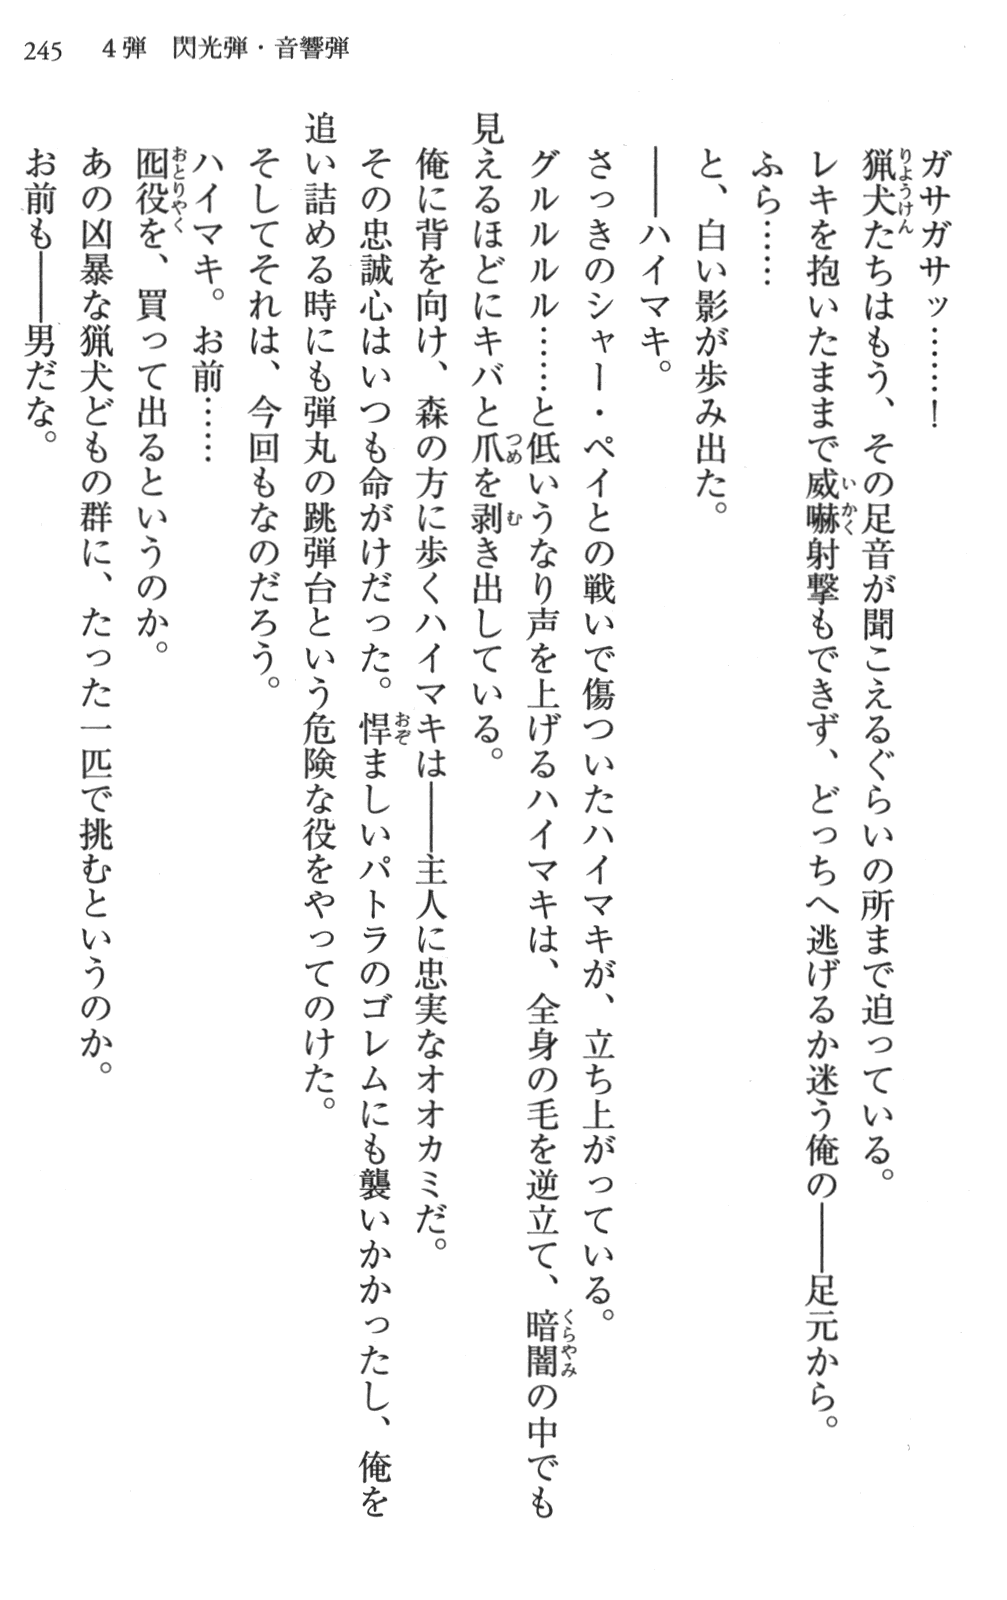 245　4弾　閃光弾・音響弾
ガサガサッ……！
猟犬たちはもう、その足音が聞こえるぐらいの所まで迫っている。
レキを抱いたままで威嚇射撃もできず、どっちへ逃げるか迷う俺の――足元から。
ふら……
と、白い影が歩み出た。
――ハイマキ。
さっきのシャー・ペイとの戦いで傷ついたハイマキが、立ち上がっている。
グルルルル……と低いうなり声を上げるハイマキは、全身の毛を逆立て、暗闇の中でも
見えるほどにキバと爪を剥き出している。
俺に背を向け、森の方に歩くハイマキは――主人に忠実なオオカミだ。
その忠誠心はいつも命がけだった。悍ましいパトラのゴレムにも襲いかかったし、俺を
追い詰める時にも弾丸の跳弾台という危険な役をやってのけた。
そしてそれは、今回もなのだろう。
ハイマキ。お前……
囮役を、買って出るというのか。
あの凶暴な猟犬どもの群に、たった一匹で挑むというのか。
お前も――男だな。